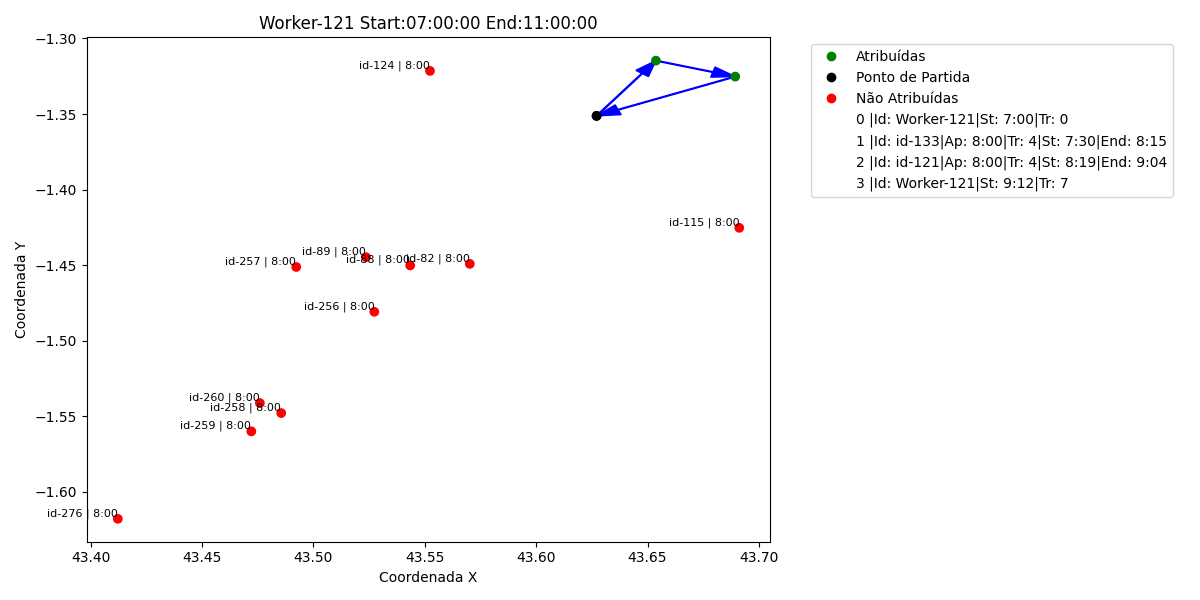 Worker-121 Start:07:00:00 End:11:00:00
−1.30
−1.35
−1.40
−1.45
−1.50
−1.55
−1.60
Coordenada Y
43.40
43.45
43.50
43.55
43.60
43.65
43.70
Coordenada X
id-124 | 8:00
id-115 | 8:00
id-89 | 8:00
id-257 | 8:00
id-88 | 8:00
id-82 | 8:00
id-256 | 8:00
id-260 | 8:00
id-258 | 8:00
id-259 | 8:00
id-276 | 8:00
Atribuídas
Ponto de Partida
Não Atribuídas
0 |Id: Worker-121|St: 7:00|Tr: 0
1 |Id: id-133|Ap: 8:00|Tr: 4|St: 7:30|End: 8:15
2 |Id: id-121|Ap: 8:00|Tr: 4|St: 8:19|End: 9:04
3 |Id: Worker-121|St: 9:12|Tr: 7